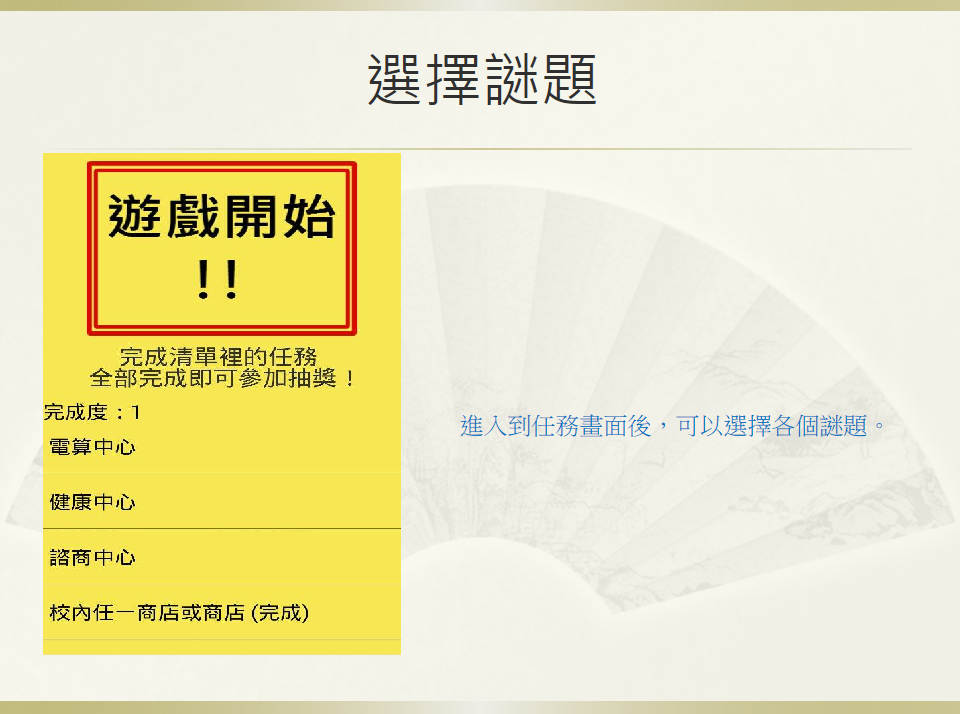 選擇謎題
遊戲開始
!!
完成清單裡的任務
全部完成即可參加抽獎！
完成度：1
電算中心
健康中心
諮商中心
校內任一商店或商店 (完成)
進入到任務畫面後，可以選擇各個謎題。